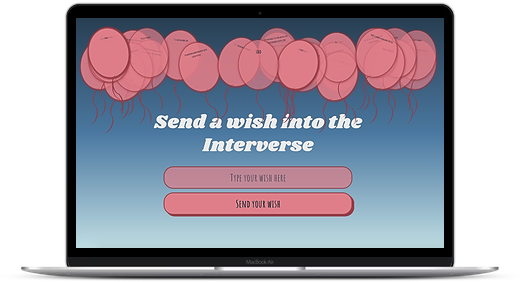 Send a wish into the
Interverse
Type your wish here
Send your wish
MacBook Air